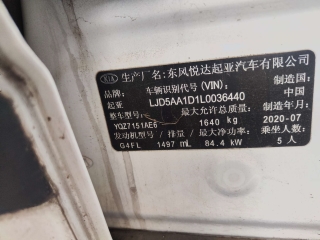 KIA 生产厂名:东风悦达起亚汽车有限公司
品牌: 车辆识别代号(VIN): 制造国:
起亚 LJD5AA1D1L0036440 中国
整车型号: 最大允许总质量: 制造年月:
YQZ7151AE6 1640 kg 2020-07
发动机型号/排量/最大净功率: 乘坐人数:
G4FL 1497 mL 84.4 kW 5 人